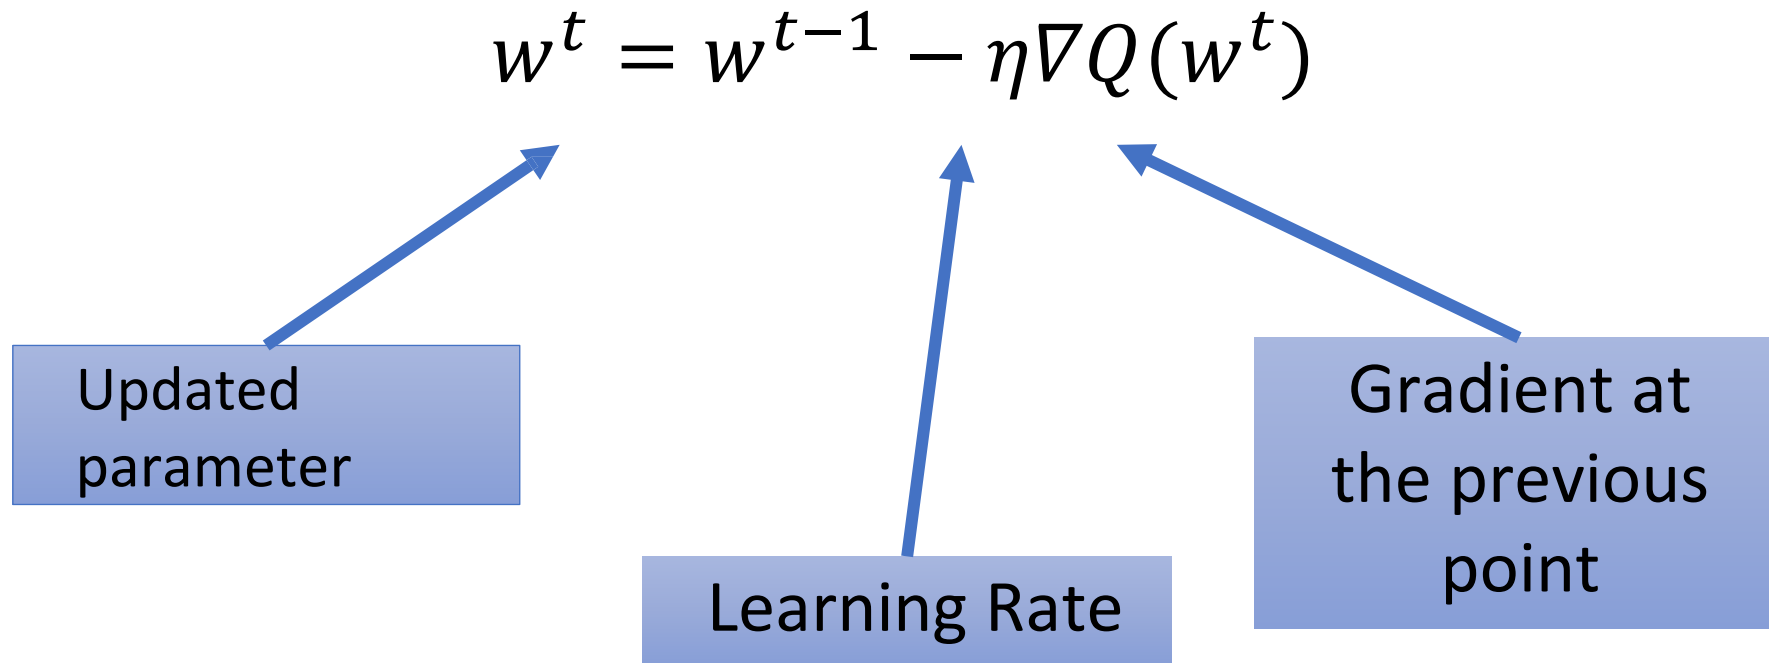 w^t = w^{t−1} − η∇Q(w^t)
Updated
parameter
Learning Rate
Gradient at
the previous
point